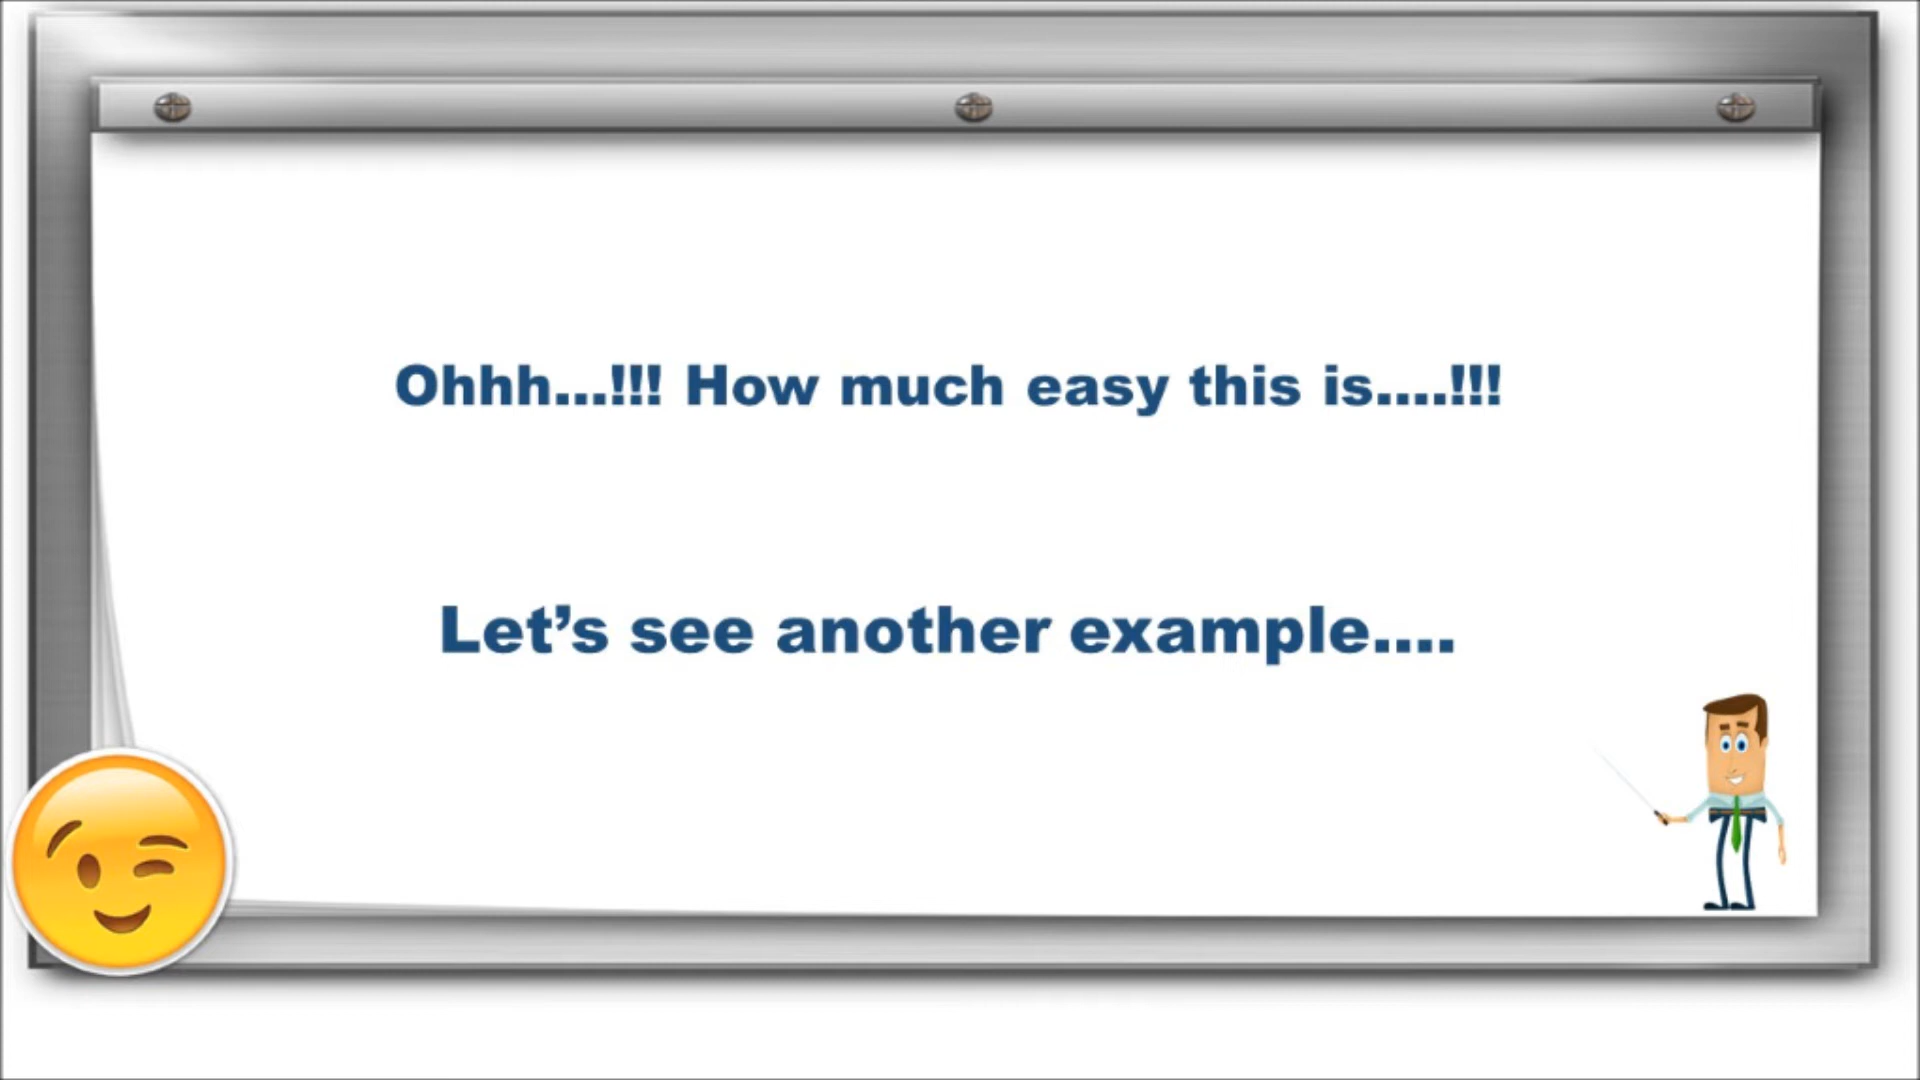 Ohhh...!!! How much easy this is....!!!
Let’s see another example....